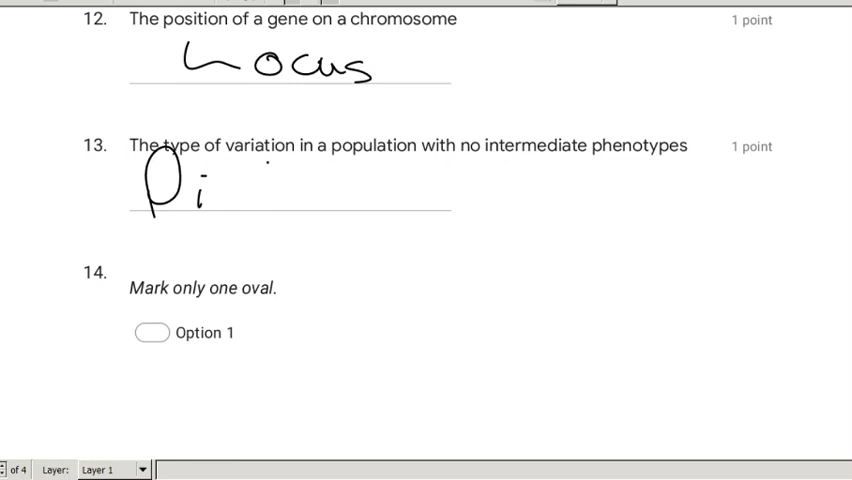 12. The position of a gene on a chromosome 1 point
Locus
13. The type of variation in a population with no intermediate phenotypes 1 point
Di
14.
Mark only one oval.
Option 1
of 4 Layer: Layer 1